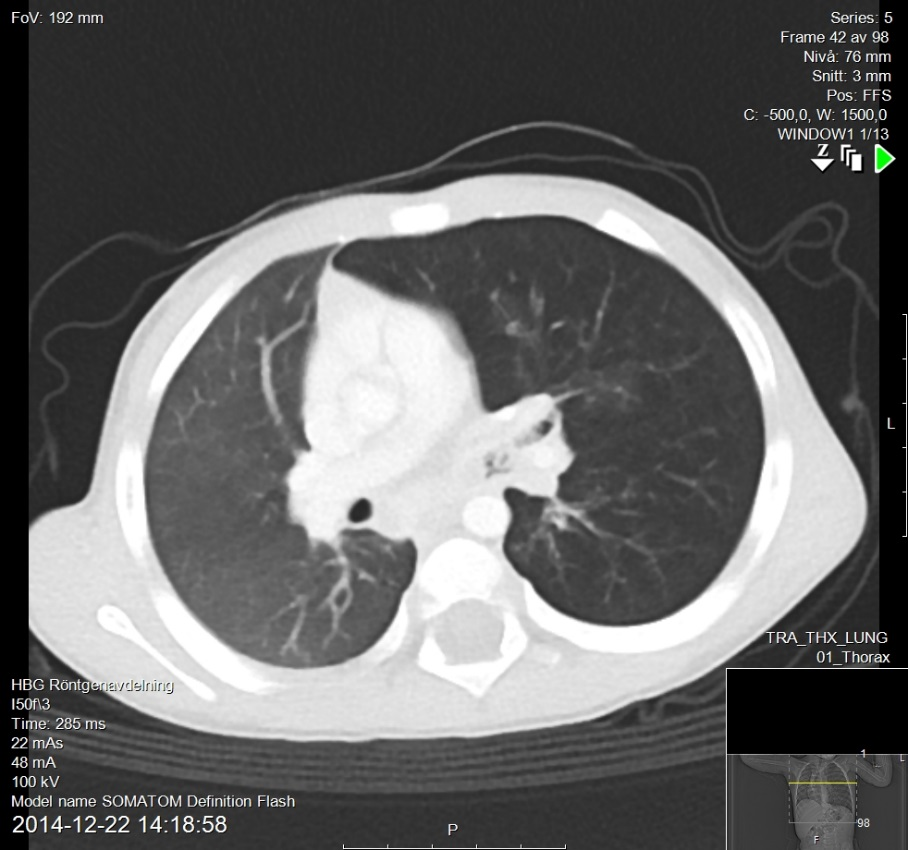 FoV: 192 mm
Series: 5
Frame 42 av 98
Nivå: 76 mm
Snitt: 3 mm
Pos: FFS
C: -500,0, W: 1500,0
WINDOW1 1/13
Z
L
TRA_THX_LUNG
01_Thorax
HBG Röntgenavdelning
I50f\3
Time: 285 ms
22 mAs
48 mA
100 kV
Model name SOMATOM Definition Flash
2014-12-22 14:18:58
P
1
L
98
F